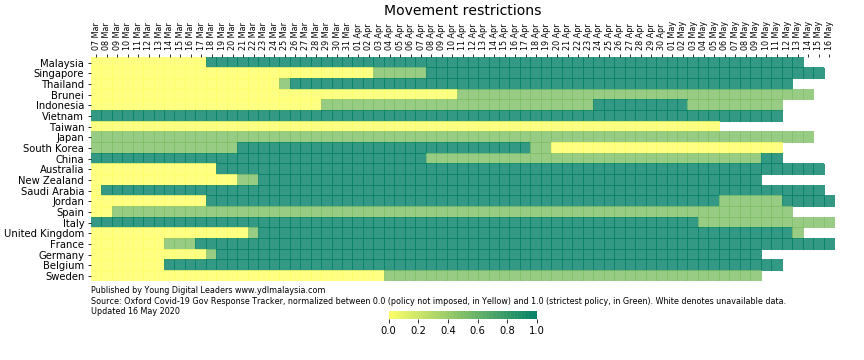 Movement restrictions
07 Mar 08 Mar 09 Mar 10 Mar 11 Mar 12 Mar 13 Mar 14 Mar 15 Mar 16 Mar 17 Mar 18 Mar 19 Mar 20 Mar 21 Mar 22 Mar 23 Mar 24 Mar 25 Mar 26 Mar 27 Mar 28 Mar 29 Mar 30 Mar 31 Mar 01 Apr 02 Apr 03 Apr 04 Apr 05 Apr 06 Apr 07 Apr 08 Apr 09 Apr 10 Apr 11 Apr 12 Apr 13 Apr 14 Apr 15 Apr 16 Apr 17 Apr 18 Apr 19 Apr 20 Apr 21 Apr 22 Apr 23 Apr 24 Apr 25 Apr 26 Apr 27 Apr 28 Apr 29 Apr 30 Apr 01 May 02 May 03 May 04 May 05 May 06 May 07 May 08 May 09 May 10 May 11 May 12 May 13 May 14 May 15 May 16 May
Malaysia
Singapore
Thailand
Brunei
Indonesia
Vietnam
Taiwan
Japan
South Korea
China
Australia
New Zealand
Saudi Arabia
Jordan
Spain
Italy
United Kingdom
France
Germany
Belgium
Sweden
Published by Young Digital Leaders www.ydlmalaysia.com
Source: Oxford Covid-19 Gov Response Tracker, normalized between 0.0 (policy not imposed, in Yellow) and 1.0 (strictest policy, in Green). White denotes unavailable data.
Updated 16 May 2020
0.0 0.2 0.4 0.6 0.8 1.0